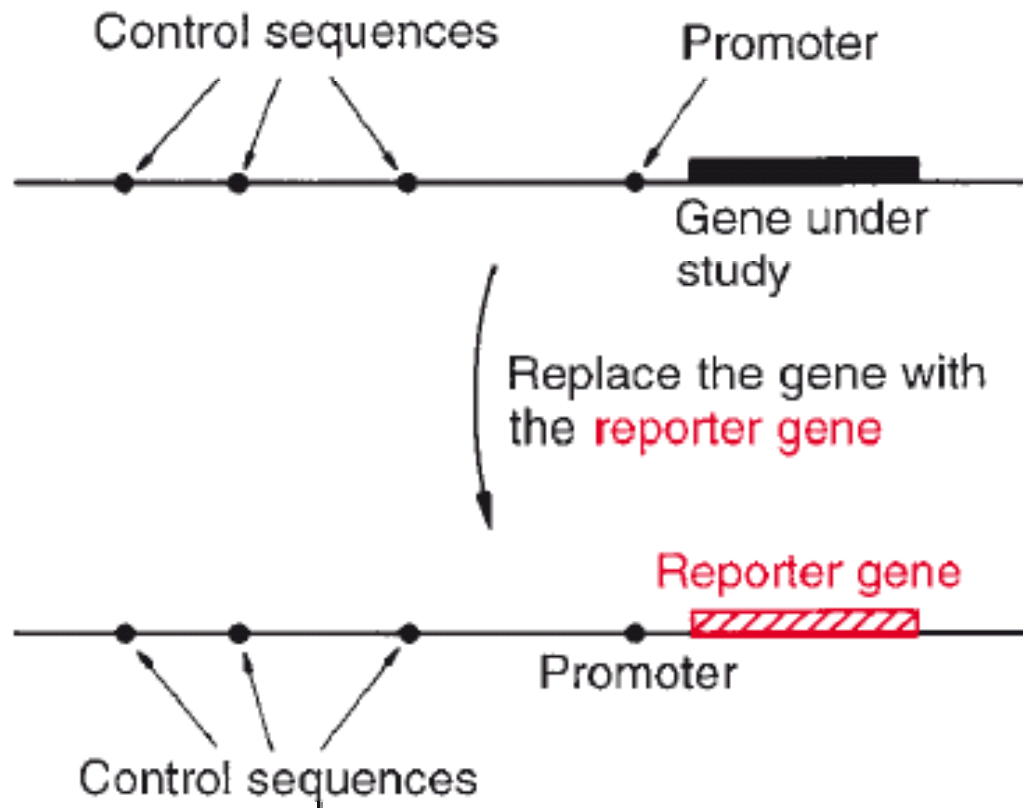 Control sequences
Promoter
Gene under
study
Replace the gene with
the reporter gene
Reporter gene
Promoter
Control sequences